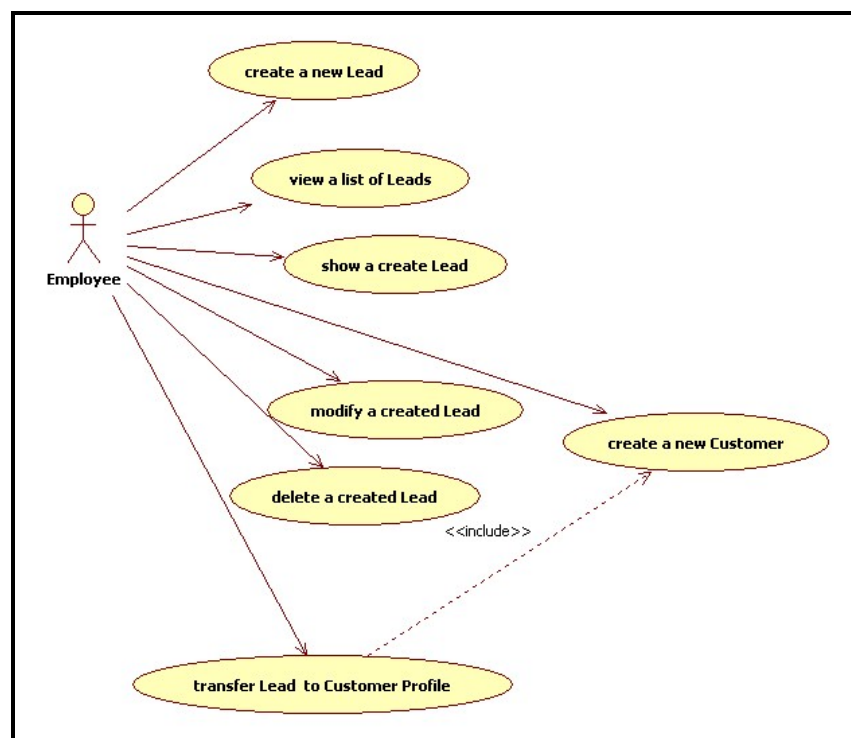 create a new Lead
view a list of Leads
show a create Lead
Employee
modify a created Lead
create a new Customer
delete a created Lead
<<include>>
transfer Lead to Customer Profile